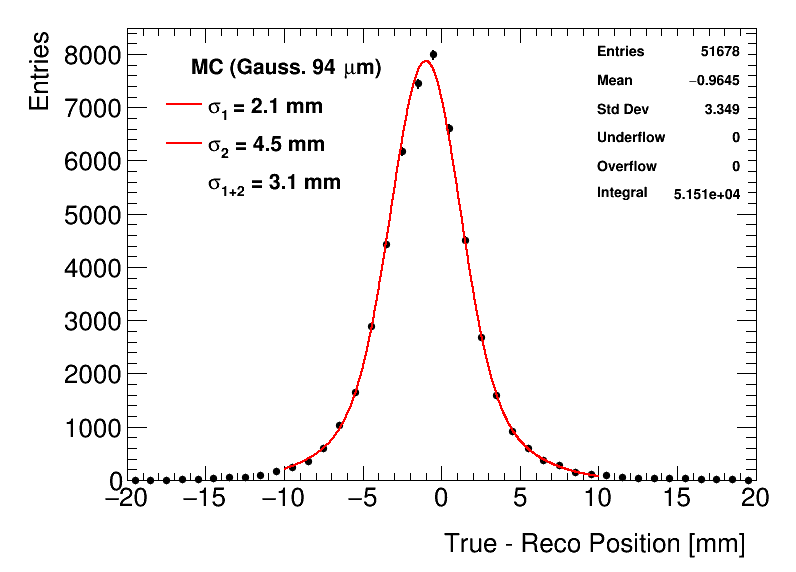 Entries
8000
7000
6000
5000
4000
3000
2000
1000
0
MC (Gauss. 94 μm)
σ1 = 2.1 mm
σ2 = 4.5 mm
σ1+2 = 3.1 mm
Entries 51678
Mean −0.9645
Std Dev 3.349
Underflow 0
Overflow 0
Integral 5.151e+04
−20 −15 −10 −5 0 5 10 15 20
True - Reco Position [mm]